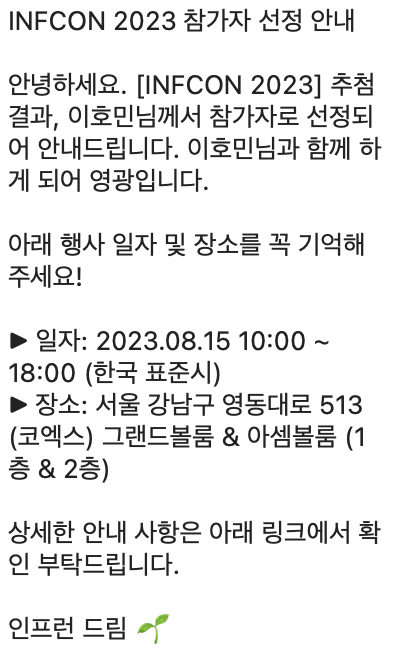 INFCON 2023 참가자 선정 안내
안녕하세요. [INFCON 2023] 추첨
결과, 이호민님께서 참가자로 선정되
어 안내드립니다. 이호민님과 함께 하
게 되어 영광입니다.
아래 행사 일자 및 장소를 꼭 기억해
주세요!
▶ 일자: 2023.08.15 10:00 ~
18:00 (한국 표준시)
▶ 장소: 서울 강남구 영동대로 513
(코엑스) 그랜드볼룸 & 아셈볼룸 (1
층 & 2층)
상세한 안내 사항은 아래 링크에서 확
인 부탁드립니다.
인프런 드림 🌱